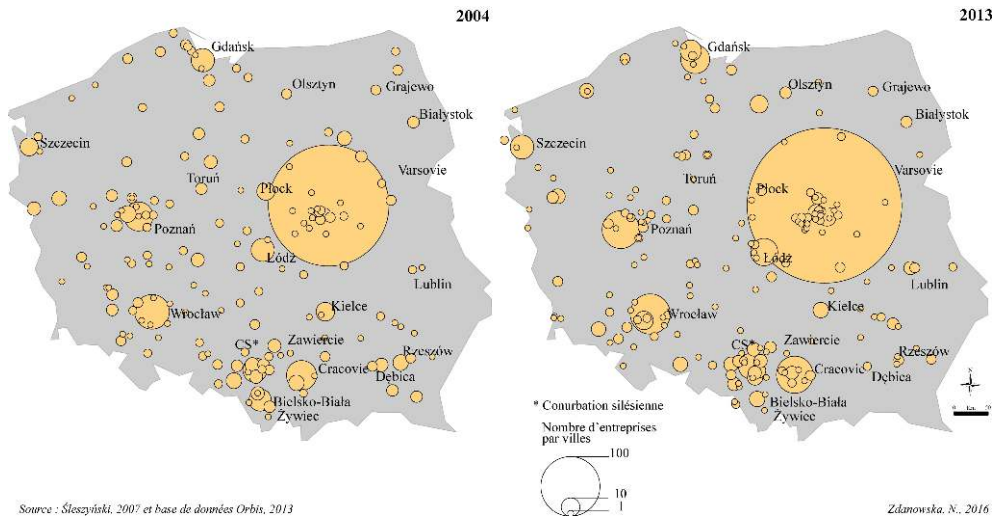 2004
Gdańsk
Olsztyn
Grajewo
Białystok
Szczecin
Varsovie
Toruń
Płock
Poznań
Łódź
Lublin
Wrocław
Kielce
CS*
Zawiercie
Rzeszów
Cracovie
Dębica
Bielsko-Biała
Żywiec
2013
Gdańsk
Olsztyn
Grajewo
Białystok
Szczecin
Varsovie
Toruń
Płock
Poznań
Łódź
Lublin
Wrocław
Kielce
CS*
Zawiercie
Rzeszów
Cracovie
Dębica
Bielsko-Biała
Żywiec
N
* Conurbation silésienne
Nombre d'entreprises
par villes
100
10
1
Source : Śleszyński, 2007 et base de données Orbis, 2013
Zdanowska. N., 2016